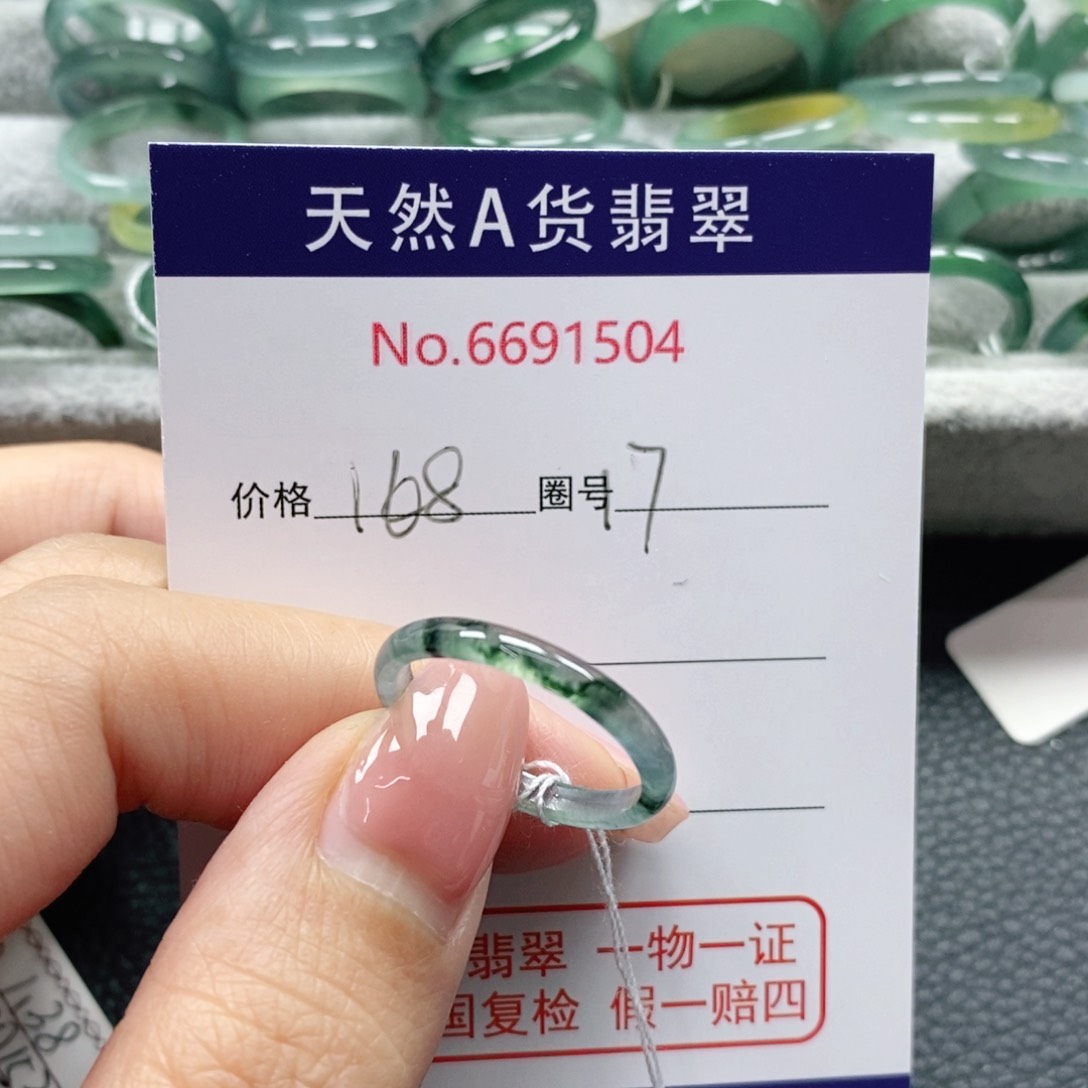 天然A货翡翠
No.6691504
价格 168 圈号 17
翡翠 一物一证
国复检 假一赔四